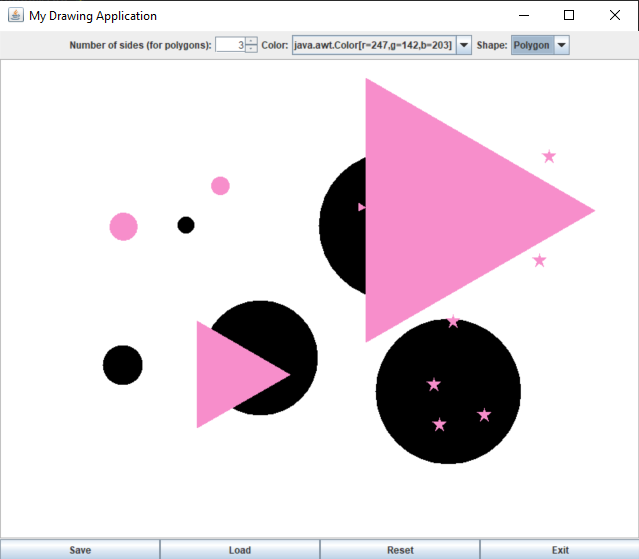 My Drawing Application
Number of sides (for polygons): 3 Color: java.awt.Color[r=247,g=142,b=203] Shape: Polygon
Save Load Reset Exit